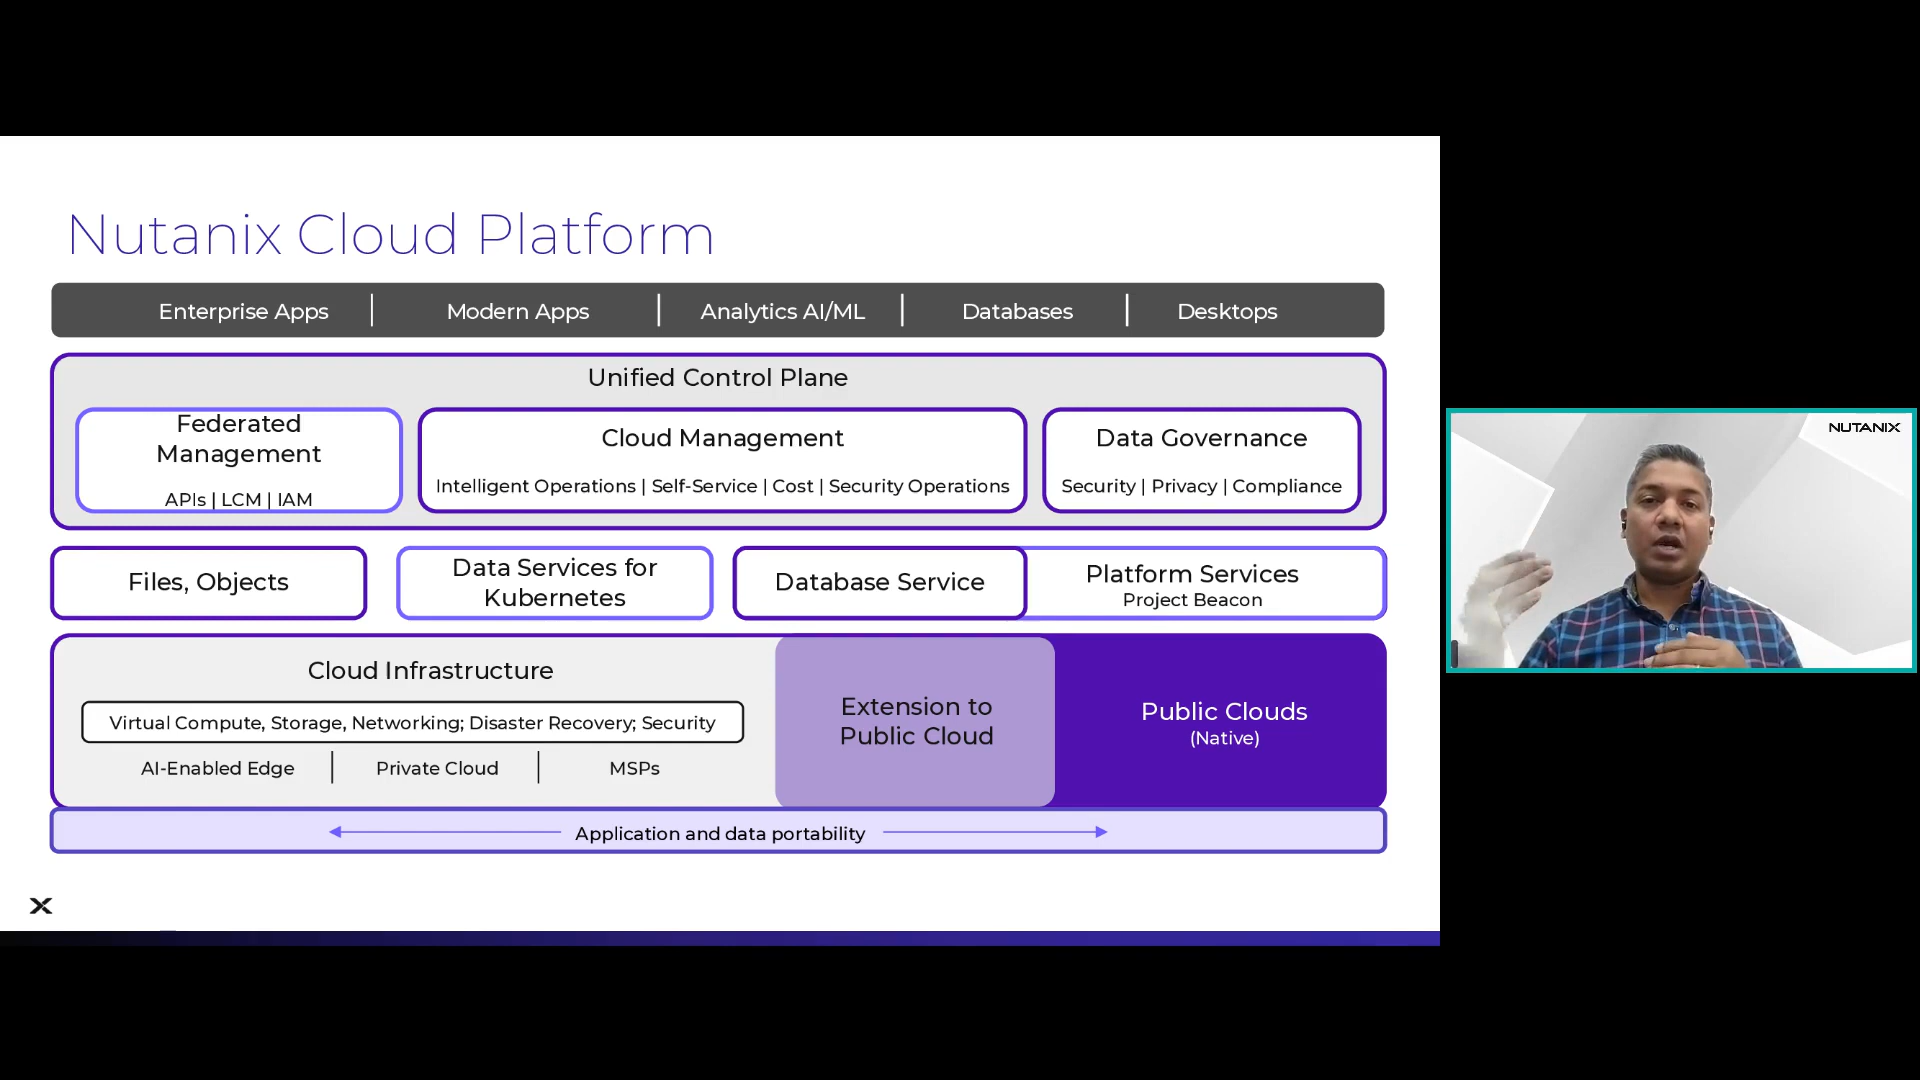 Nutanix Cloud Platform
Enterprise Apps
Modern Apps
Analytics AI/ML
Databases
Desktops
Unified Control Plane
Federated
Management
APIs | LCM | IAM
Cloud Management
Intelligent Operations | Self-Service | Cost | Security Operations
Data Governance
Security | Privacy | Compliance
Files, Objects
Data Services for
Kubernetes
Database Service
Platform Services
Project Beacon
Cloud Infrastructure
Virtual Compute, Storage, Networking; Disaster Recovery; Security
AI-Enabled Edge
Private Cloud
MSPs
Extension to
Public Cloud
Public Clouds
(Native)
Application and data portability
NUTANIX